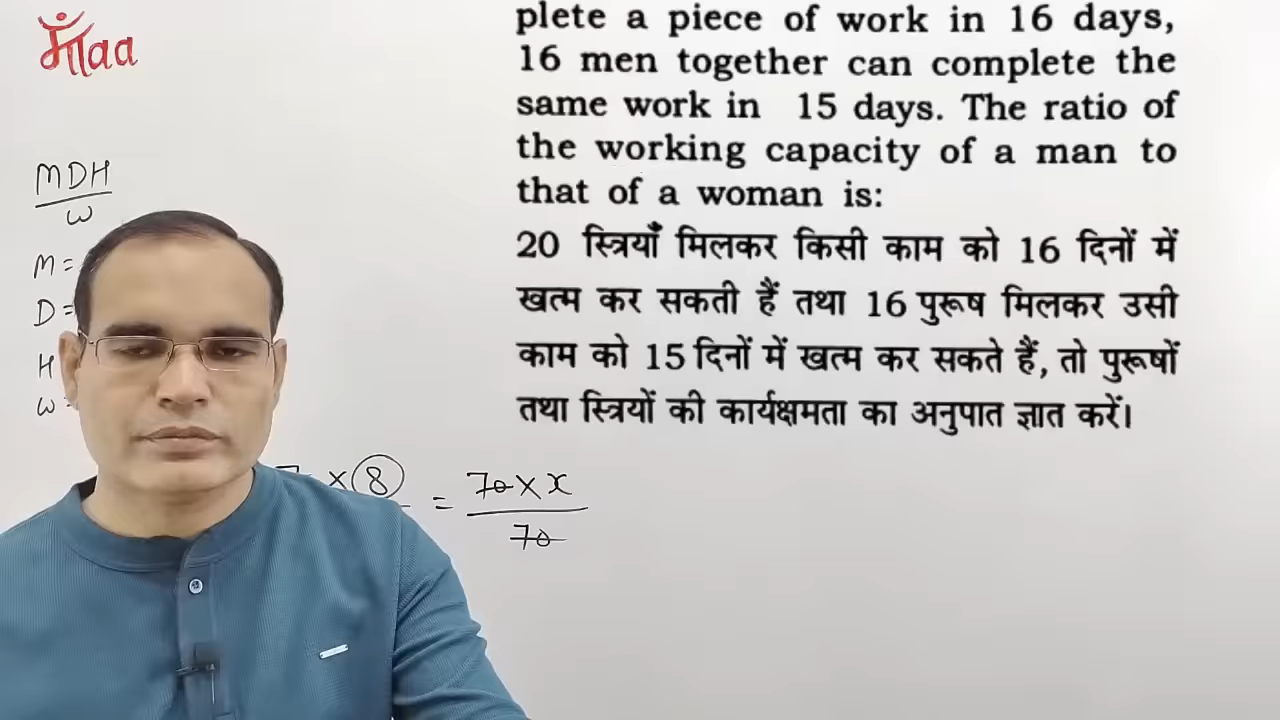 माँaa
plete a piece of work in 16 days,
16 men together can complete the
same work in 15 days. The ratio of
the working capacity of a man to
that of a woman is:
20 स्त्रियाँ मिलकर किसी काम को 16 दिनों में
खत्म कर सकती हैं तथा 16 पुरूष मिलकर उसी
काम को 15 दिनों में खत्म कर सकते हैं, तो पुरूषों
तथा स्त्रियों की कार्यक्षमता का अनुपात ज्ञात करें।
MDH
w
M =
D =
H
w
× 8
= 70 × x
70